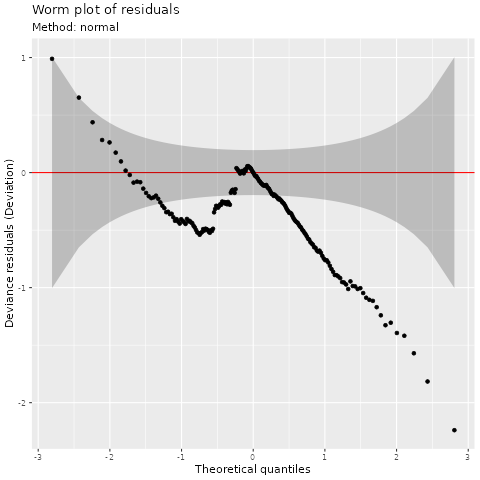 Worm plot of residuals
Method: normal
Deviance residuals (Deviation)
1
0
-1
-2
-3
-2
-1
0
1
2
3
Theoretical quantiles